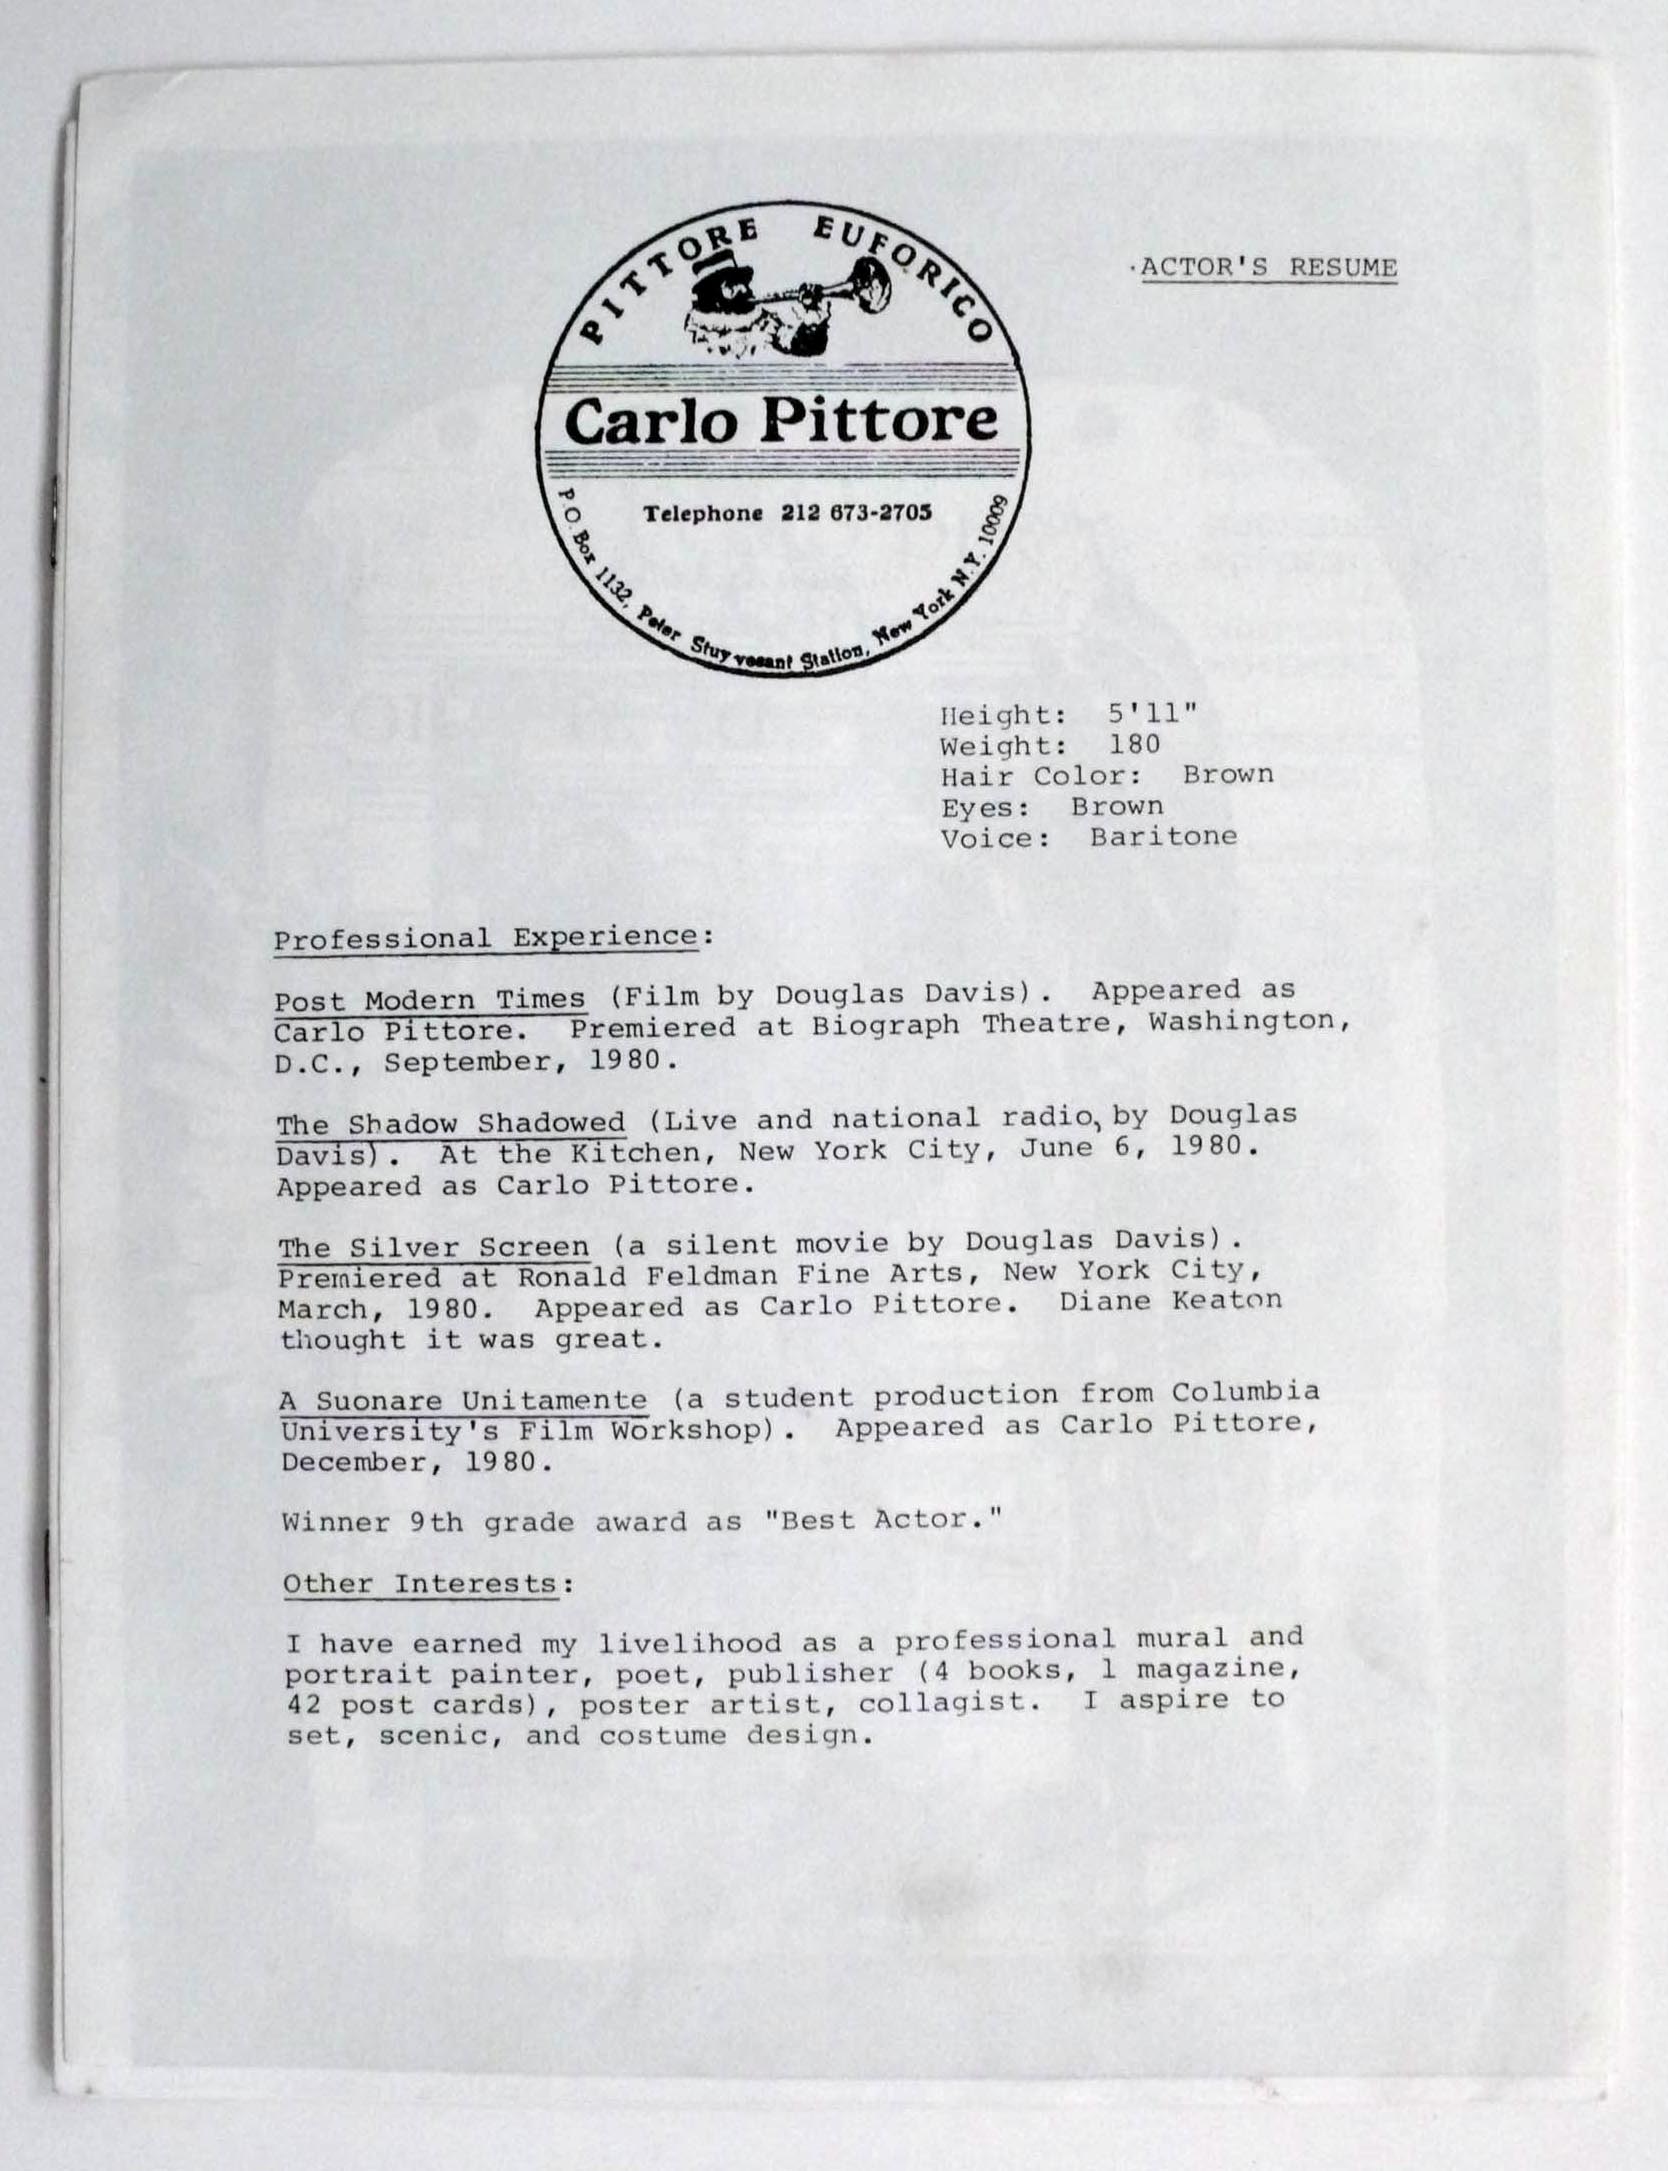 PITTORE EUFORICO
·ACTOR'S RESUME
Carlo Pittore
Telephone 212 673-2705
P.O. Box 1132, Peter Stuyvesant Station, New York N.Y. 10009
Height: 5'11"
Weight: 180
Hair Color: Brown
Eyes: Brown
Voice: Baritone
Professional Experience:
Post Modern Times (Film by Douglas Davis). Appeared as
Carlo Pittore. Premiered at Biograph Theatre, Washington,
D.C., September, 1980.
The Shadow Shadowed (Live and national radio, by Douglas
Davis). At the Kitchen, New York City, June 6, 1980.
Appeared as Carlo Pittore.
The Silver Screen (a silent movie by Douglas Davis).
Premiered at Ronald Feldman Fine Arts, New York City,
March, 1980. Appeared as Carlo Pittore. Diane Keaton
thought it was great.
A Suonare Unitamente (a student production from Columbia
University's Film Workshop). Appeared as Carlo Pittore,
December, 1980.
Winner 9th grade award as "Best Actor."
Other Interests:
I have earned my livelihood as a professional mural and
portrait painter, poet, publisher (4 books, 1 magazine,
42 post cards), poster artist, collagist. I aspire to
set, scenic, and costume design.